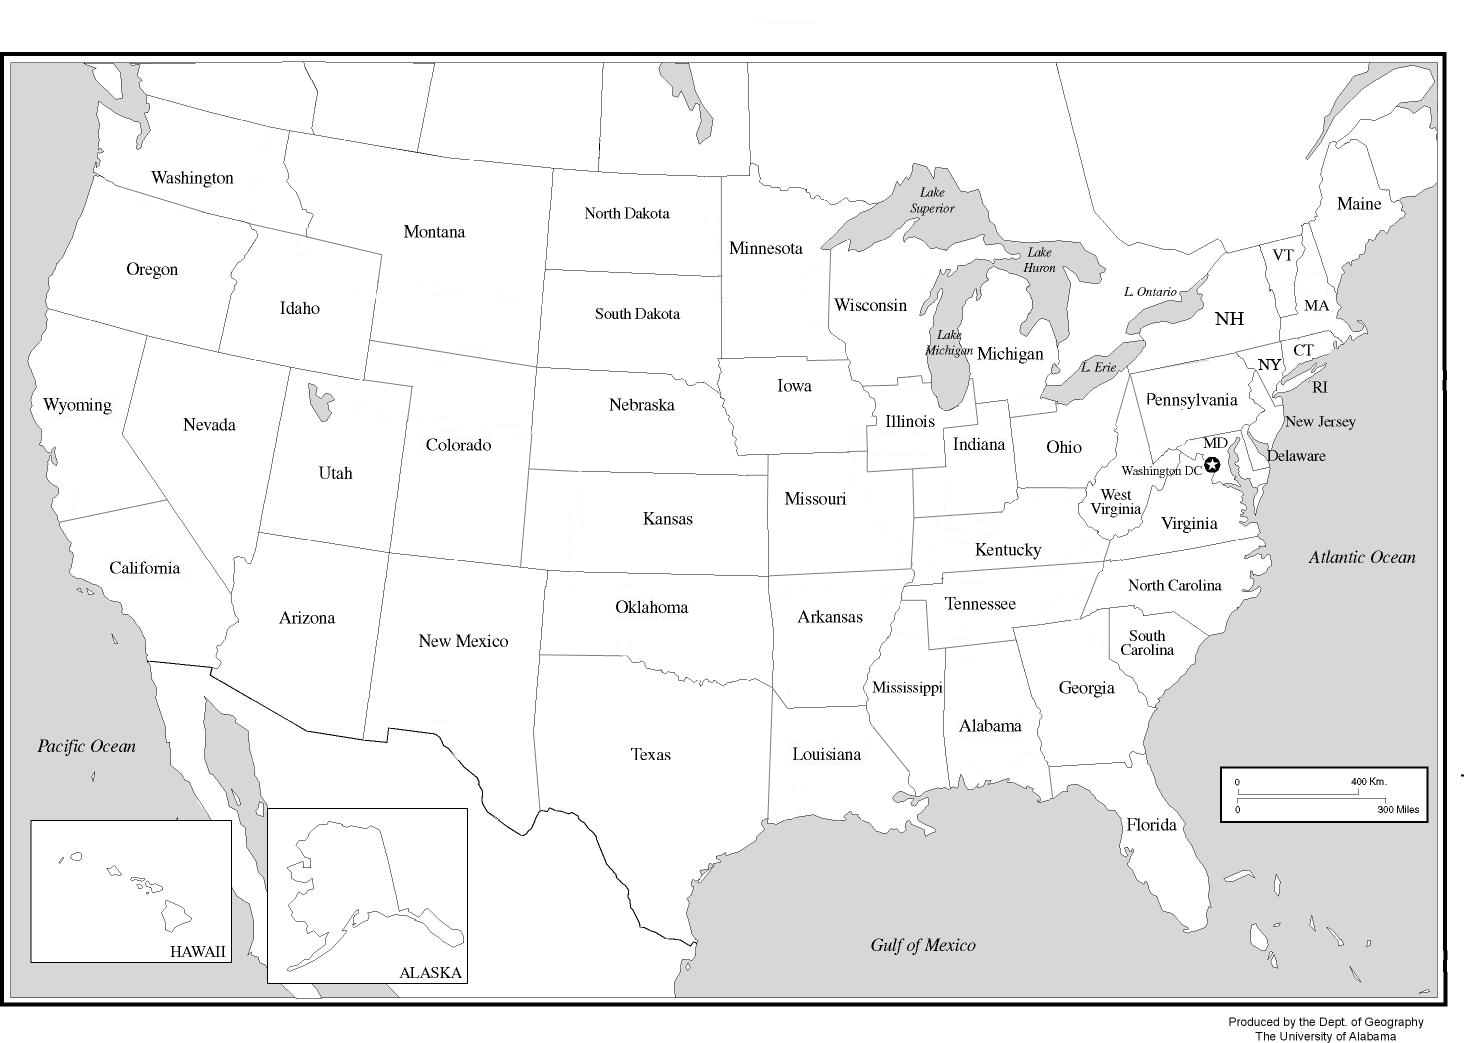 Washington
Montana
North Dakota
Minnesota
Lake
Superior
Maine
Oregon
Idaho
South Dakota
Wisconsin
Lake
Huron
L. Ontario
VT
MA
NH
Lake
Michigan
Michigan
L. Erie
NY
CT
RI
Wyoming
Nevada
Utah
Colorado
Nebraska
Iowa
Illinois
Indiana
Ohio
Pennsylvania
New Jersey
MD
Delaware
Washington DC
West
Virginia
Virginia
Kansas
Missouri
Kentucky
California
Arizona
New Mexico
Oklahoma
Arkansas
Tennessee
North Carolina
South
Carolina
Atlantic Ocean
Mississippi
Alabama
Georgia
Pacific Ocean
Texas
Louisiana
Florida
0
400 Km.
0
300 Miles
HAWAII
ALASKA
Gulf of Mexico
Produced by the Dept. of Geography
The University of Alabama